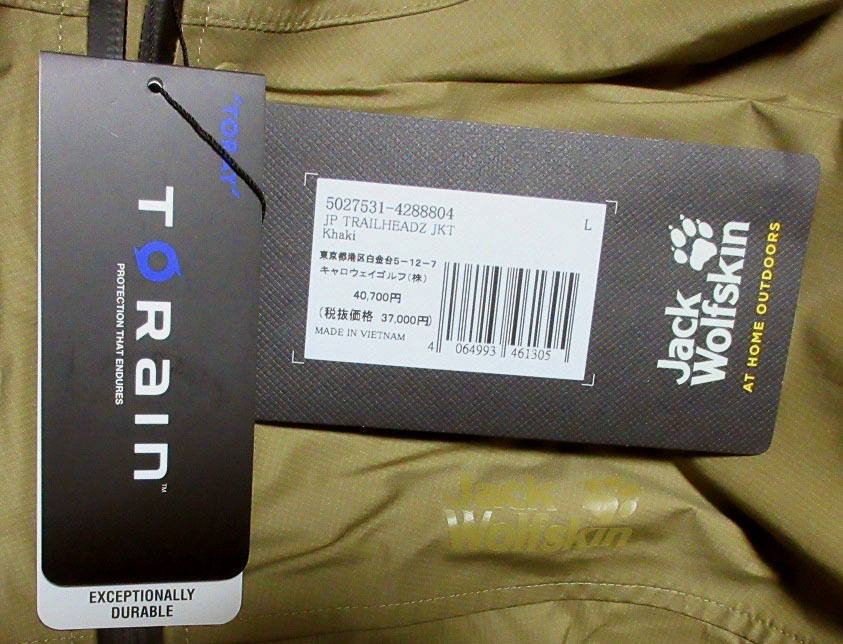 "TORAY"
TORAIN™
PROTECTION THAT ENDURES
EXCEPTIONALLY
DURABLE
5027531-4288804
L
JP TRAILHEADZ JKT
Khaki
東京都港区白金台5-12-7
キャロウェイゴルフ(株)
40,700円
(税抜価格 37,000円)
MADE IN VIETNAM
4 064993 461305
Jack
Wolfskin
AT HOME OUTDOORS
Jack
Wolfskin